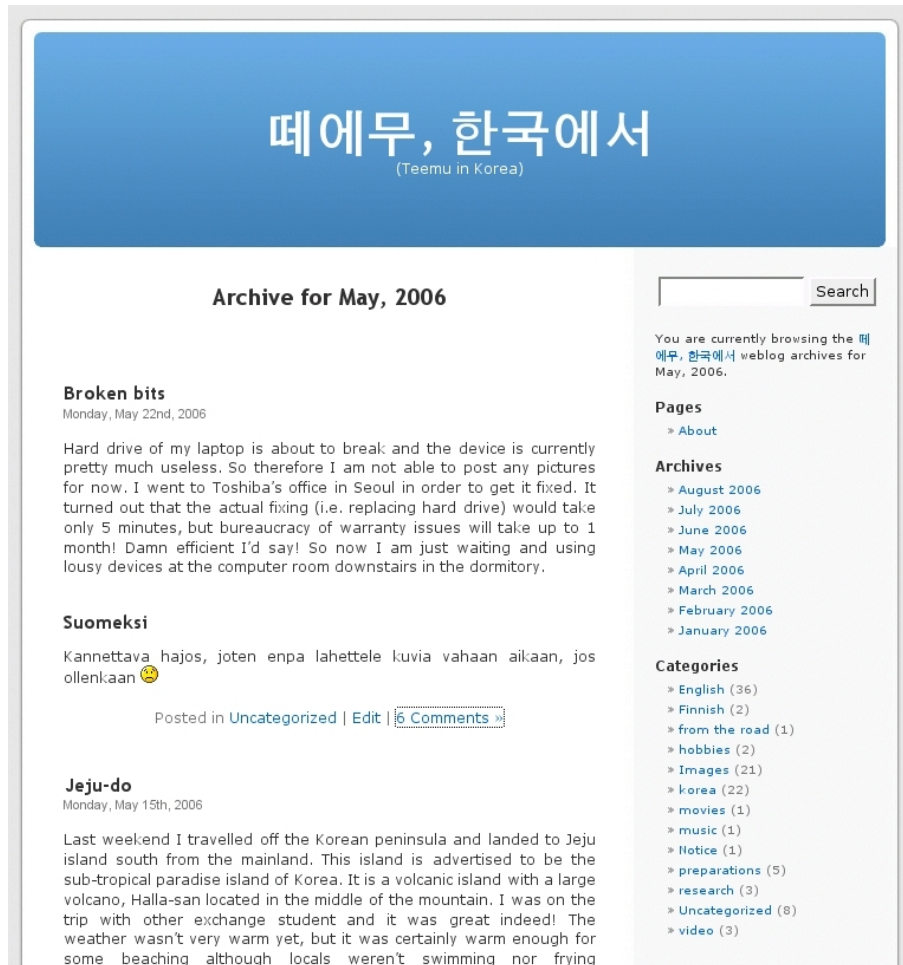 떼에무, 한국에서
(Teemu in Korea)
Archive for May, 2006
Broken bits
Monday, May 22nd, 2006
Hard drive of my laptop is about to break and the device is currently
pretty much useless. So therefore I am not able to post any pictures
for now. I went to Toshiba's office in Seoul in order to get it fixed. It
turned out that the actual fixing (i.e. replacing hard drive) would take
only 5 minutes, but bureaucracy of warranty issues will take up to 1
month! Damn efficient I'd say! So now I am just waiting and using
lousy devices at the computer room downstairs in the dormitory.
Suomeksi
Kannettava hajos, joten enpa lahettele kuvia vahaan aikaan, jos
ollenkaan
Posted in Uncategorized | Edit | 6 Comments »
Jeju-do
Monday, May 15th, 2006
Last weekend I travelled off the Korean peninsula and landed to Jeju
island south from the mainland. This island is advertised to be the
sub-tropical paradise island of Korea. It is a volcanic island with a large
volcano, Halla-san located in the middle of the mountain. I was on the
trip with other exchange student and it was great indeed! The
weather wasn't very warm yet, but it was certainly warm enough for
some beaching although locals weren't swimming nor frying
Search
You are currently browsing the 떼
에무, 한국에서 weblog archives for
May, 2006.
Pages
» About
Archives
» August 2006
» July 2006
» June 2006
» May 2006
» April 2006
» March 2006
» February 2006
» January 2006
Categories
» English (36)
» Finnish (2)
» from the road (1)
» hobbies (2)
» Images (21)
» korea (22)
» movies (1)
» music (1)
» Notice (1)
» preparations (5)
» research (3)
» Uncategorized (8)
» video (3)